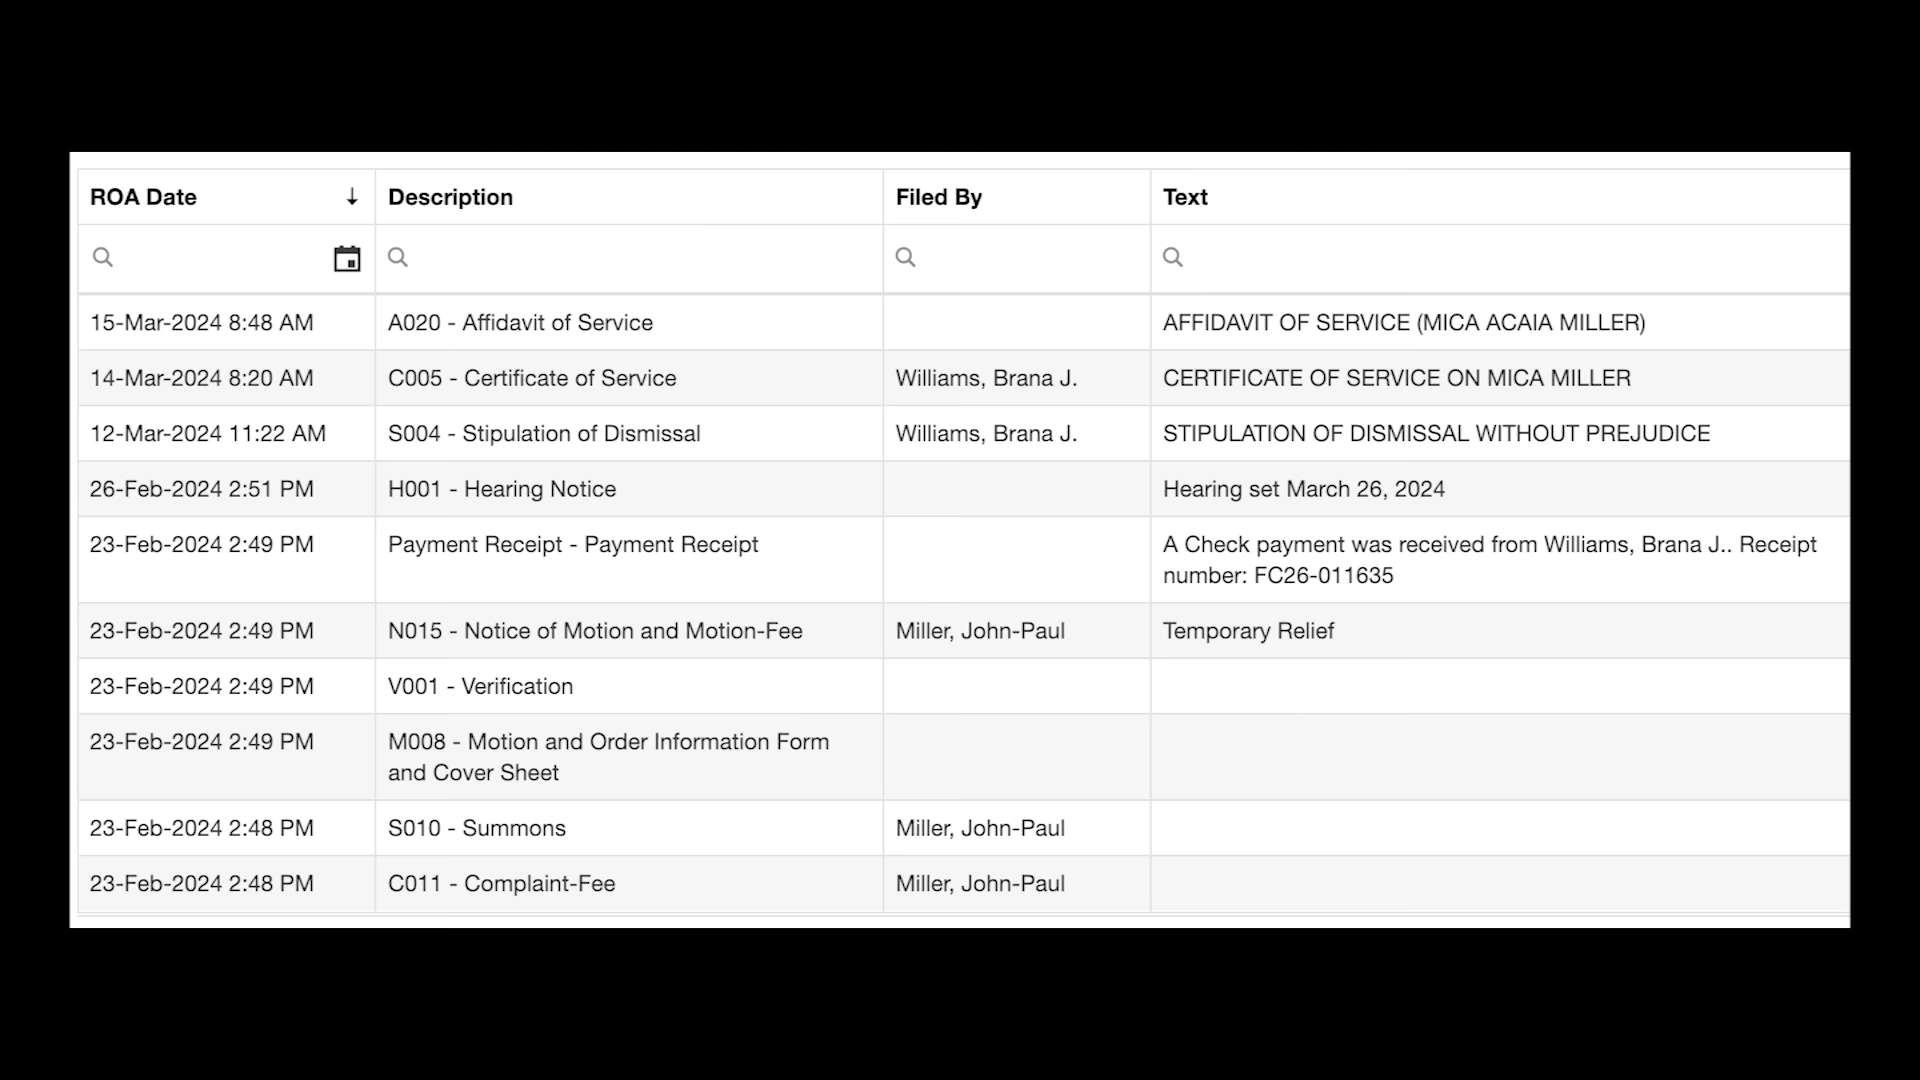 ROA Date ↓ Description Filed By Text
15-Mar-2024 8:48 AM A020 - Affidavit of Service AFFIDAVIT OF SERVICE (MICA ACAIA MILLER)
14-Mar-2024 8:20 AM C005 - Certificate of Service Williams, Brana J. CERTIFICATE OF SERVICE ON MICA MILLER
12-Mar-2024 11:22 AM S004 - Stipulation of Dismissal Williams, Brana J. STIPULATION OF DISMISSAL WITHOUT PREJUDICE
26-Feb-2024 2:51 PM H001 - Hearing Notice Hearing set March 26, 2024
23-Feb-2024 2:49 PM Payment Receipt - Payment Receipt A Check payment was received from Williams, Brana J.. Receipt
number: FC26-011635
23-Feb-2024 2:49 PM N015 - Notice of Motion and Motion-Fee Miller, John-Paul Temporary Relief
23-Feb-2024 2:49 PM V001 - Verification
23-Feb-2024 2:49 PM M008 - Motion and Order Information Form
and Cover Sheet
23-Feb-2024 2:48 PM S010 - Summons Miller, John-Paul
23-Feb-2024 2:48 PM C011 - Complaint-Fee Miller, John-Paul